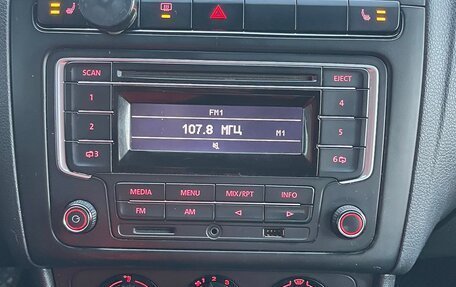 SCAN
EJECT
1
4
FM1
107.8 МГЦ
M1
2
5
3
6
MEDIA MENU MIX/RPT INFO
FM AM